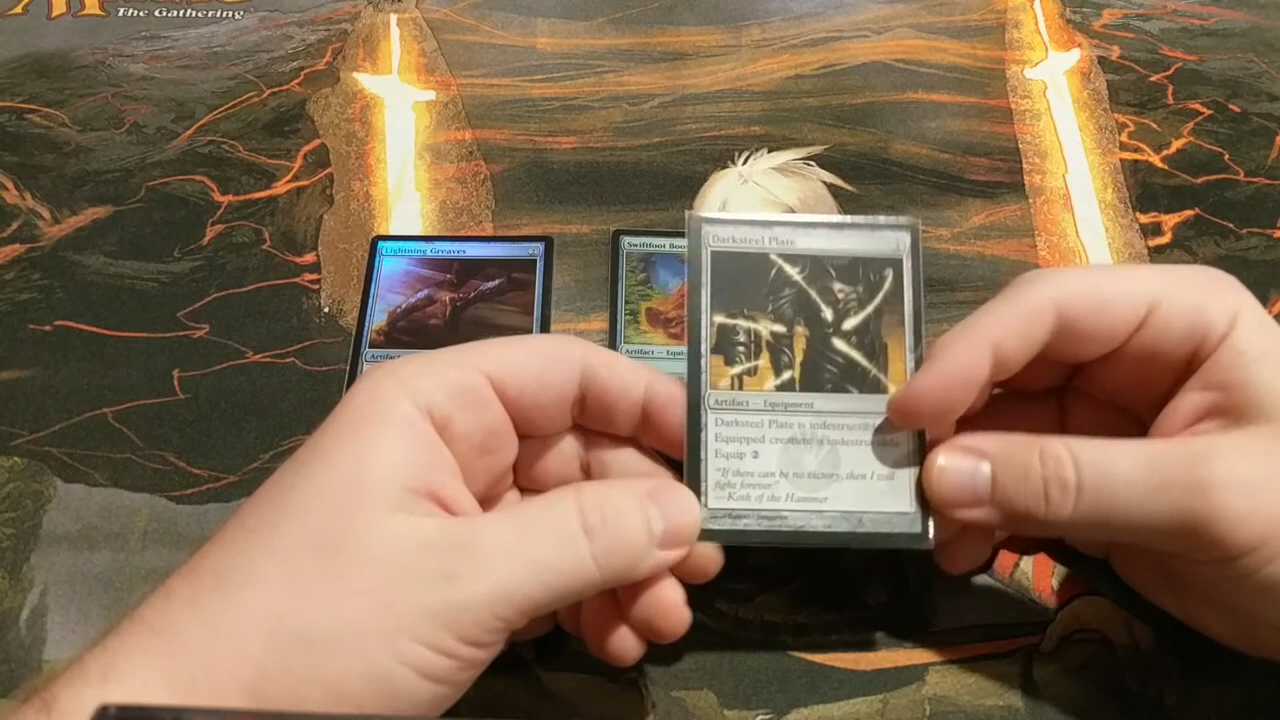 The Gathering
Lightning Greaves
Artifact
Swiftfoot Boo
Artifact — Equip
Darksteel Plate
Artifact — Equipment
Darksteel Plate is indestructible
Equipped creature is indestructible
Equip 2
"If there can be no victory, then I will
fight forever."
—Koth of the Hammer